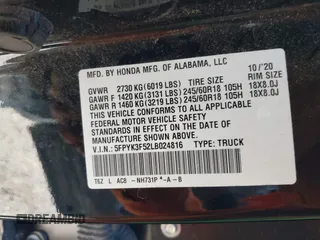 MFD. BY HONDA MFG. OF ALABAMA, LLC 10/'20
GVWR 2730 KG(6019 LBS) TIRE SIZE RIM SIZE
GAWR F 1420 KG(3131 LBS) 245/60R18 105H 18X8.0J
GAWR R 1460 KG(3219 LBS) 245/60R18 105H 18X8.0J
THIS VEHICLE CONFORMS TO ALL APPLICABLE
FEDERAL MOTOR VEHICLE SAFETY STANDARDS
IN EFFECT ON THE DATE OF
MANUFACTURE SHOWN ABOVE.
V.I.N.: 5FPYK3F52LB024816 TYPE: TRUCK
T6Z L AC8 -NH731P *-A -B